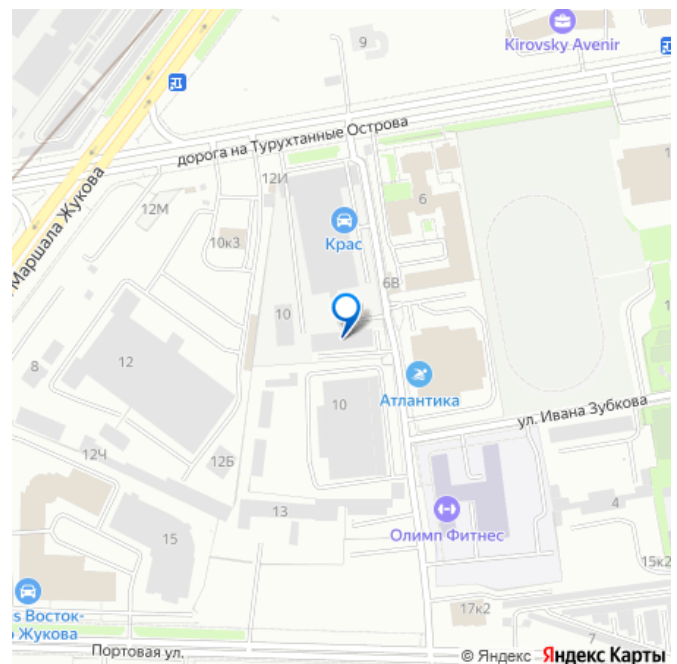 9
Kirovsky Avenir
дорога на Турухтанные Острова
Маршала Жукова
12И
12М
10к3
6
Крас
6В
10
8
12
Атлантика
10
ул. Ивана Зубкова
12Ч
12Б
13
4
15
Олимп Фитнес
15к2
s Восток-
о Жукова
17к2
7
Портовая ул.
© Яндекс Яндекс Карты